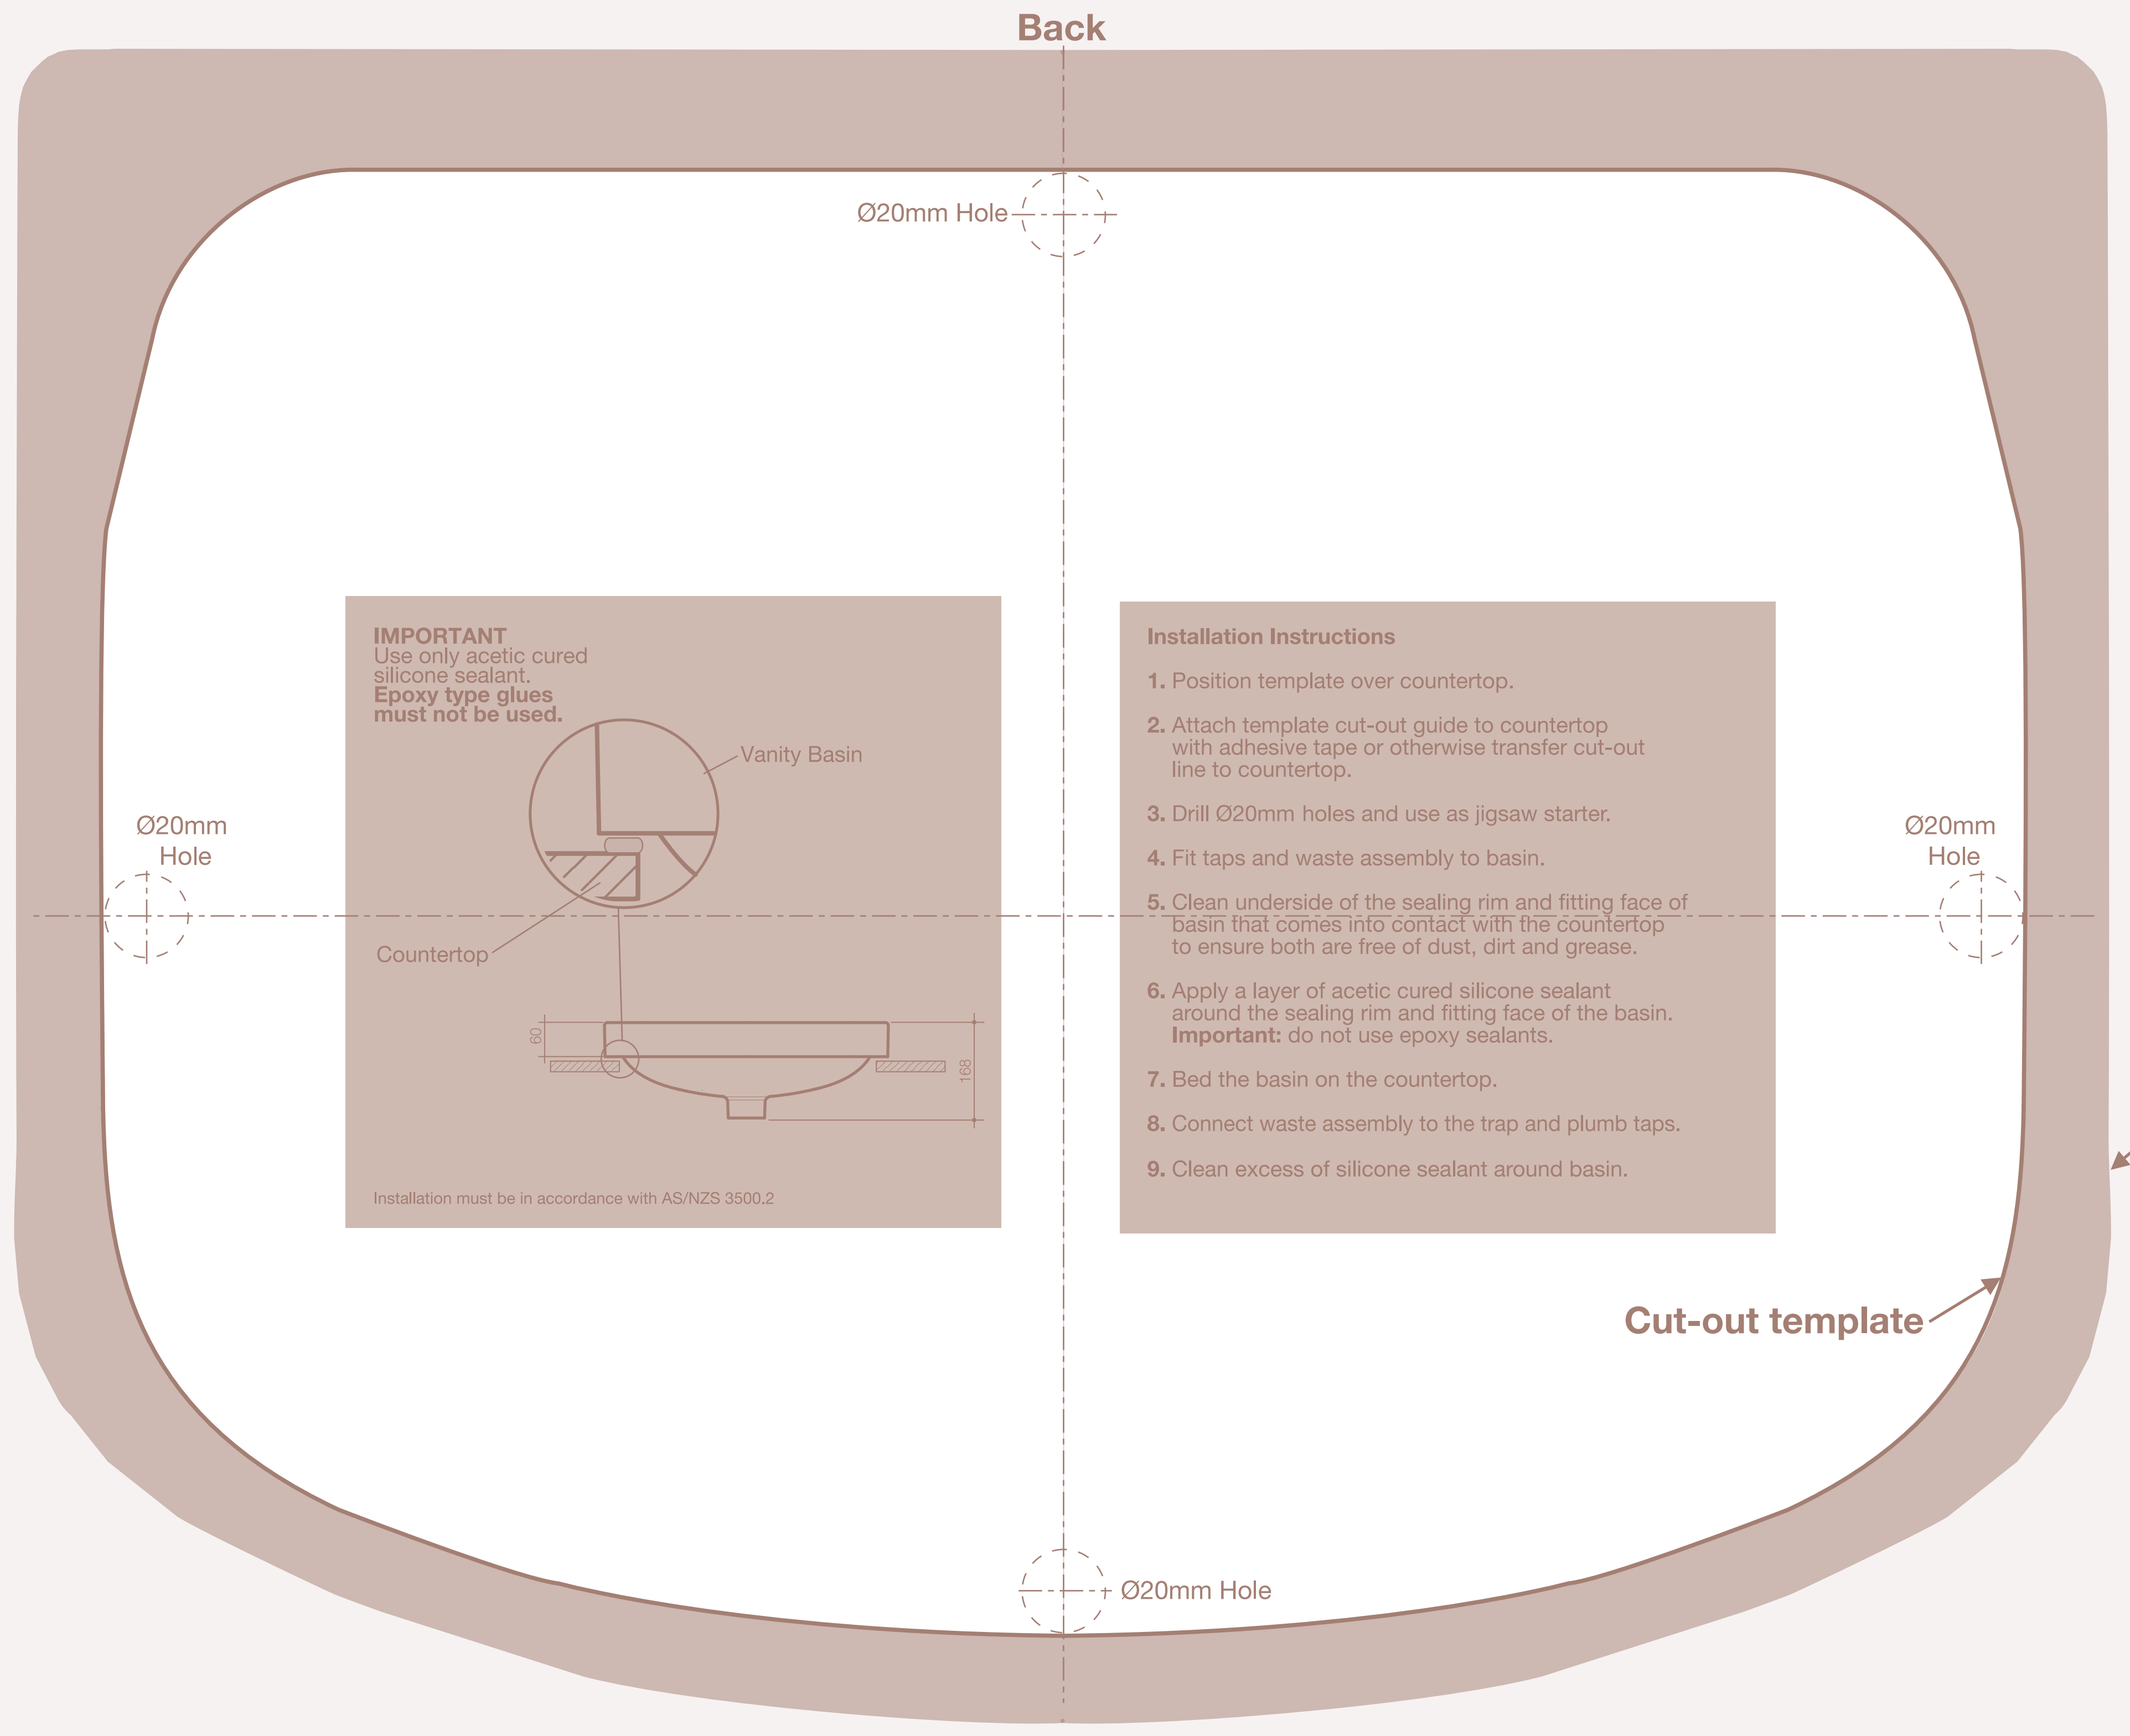 Back
Ø20mm Hole
IMPORTANT
Use only acetic cured
silicone sealant.
Epoxy type glues
must not be used.
Vanity Basin
Countertop
60
168
Installation must be in accordance with AS/NZS 3500.2
Installation Instructions
1. Position template over countertop.
2. Attach template cut-out guide to countertop
with adhesive tape or otherwise transfer cut-out
line to countertop.
3. Drill Ø20mm holes and use as jigsaw starter.
4. Fit taps and waste assembly to basin.
5. Clean underside of the sealing rim and fitting face of
basin that comes into contact with the countertop
to ensure both are free of dust, dirt and grease.
6. Apply a layer of acetic cured silicone sealant
around the sealing rim and fitting face of the basin.
Important: do not use epoxy sealants.
7. Bed the basin on the countertop.
8. Connect waste assembly to the trap and plumb taps.
9. Clean excess of silicone sealant around basin.
Ø20mm
Hole
Ø20mm
Hole
Cut-out template
Ø20mm Hole